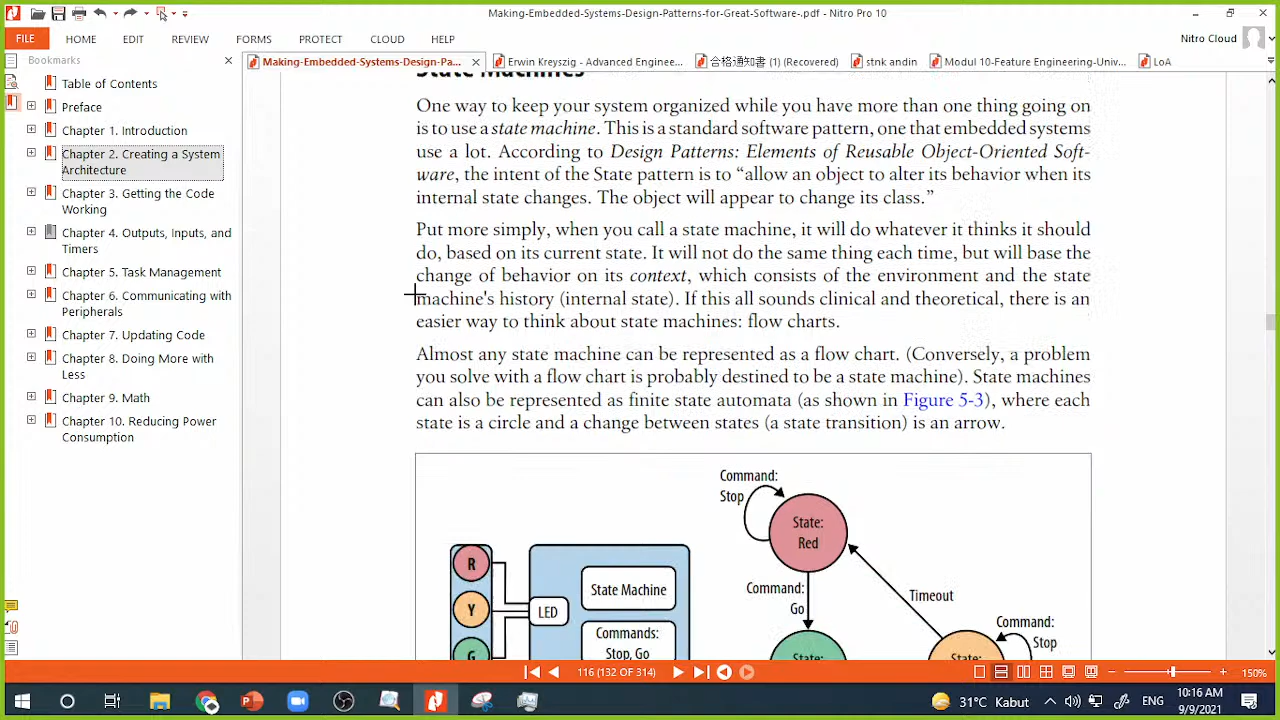 Making-Embedded-Systems-Design-Patterns-for-Great-Software-.pdf - Nitro Pro 10
FILE HOME EDIT REVIEW FORMS PROTECT CLOUD HELP
Nitro Cloud
Bookmarks
Making-Embedded-Systems-Design-Pa...
Erwin Kreyszig - Advanced Enginee...
合格通知書 (1) (Recovered)
stnk andin
Modul 10-Feature Engineering-Univ...
LoA
Table of Contents
Preface
Chapter 1. Introduction
Chapter 2. Creating a System
Architecture
Chapter 3. Getting the Code
Working
Chapter 4. Outputs, Inputs, and
Timers
Chapter 5. Task Management
Chapter 6. Communicating with
Peripherals
Chapter 7. Updating Code
Chapter 8. Doing More with
Less
Chapter 9. Math
Chapter 10. Reducing Power
Consumption
State Machines
One way to keep your system organized while you have more than one thing going on
is to use a state machine. This is a standard software pattern, one that embedded systems
use a lot. According to Design Patterns: Elements of Reusable Object-Oriented Soft-
ware, the intent of the State pattern is to “allow an object to alter its behavior when its
internal state changes. The object will appear to change its class.”
Put more simply, when you call a state machine, it will do whatever it thinks it should
do, based on its current state. It will not do the same thing each time, but will base the
change of behavior on its context, which consists of the environment and the state
machine's history (internal state). If this all sounds clinical and theoretical, there is an
easier way to think about state machines: flow charts.
Almost any state machine can be represented as a flow chart. (Conversely, a problem
you solve with a flow chart is probably destined to be a state machine). State machines
can also be represented as finite state automata (as shown in Figure 5-3), where each
state is a circle and a change between states (a state transition) is an arrow.
R
Y
G
LED
State Machine
Commands:
Stop, Go
Command:
Stop
State:
Red
Command:
Go
Timeout
Command:
Stop
State:
State:
116 (132 OF 314)
150%
31°C Kabut
ENG
10:16 AM
9/9/2021